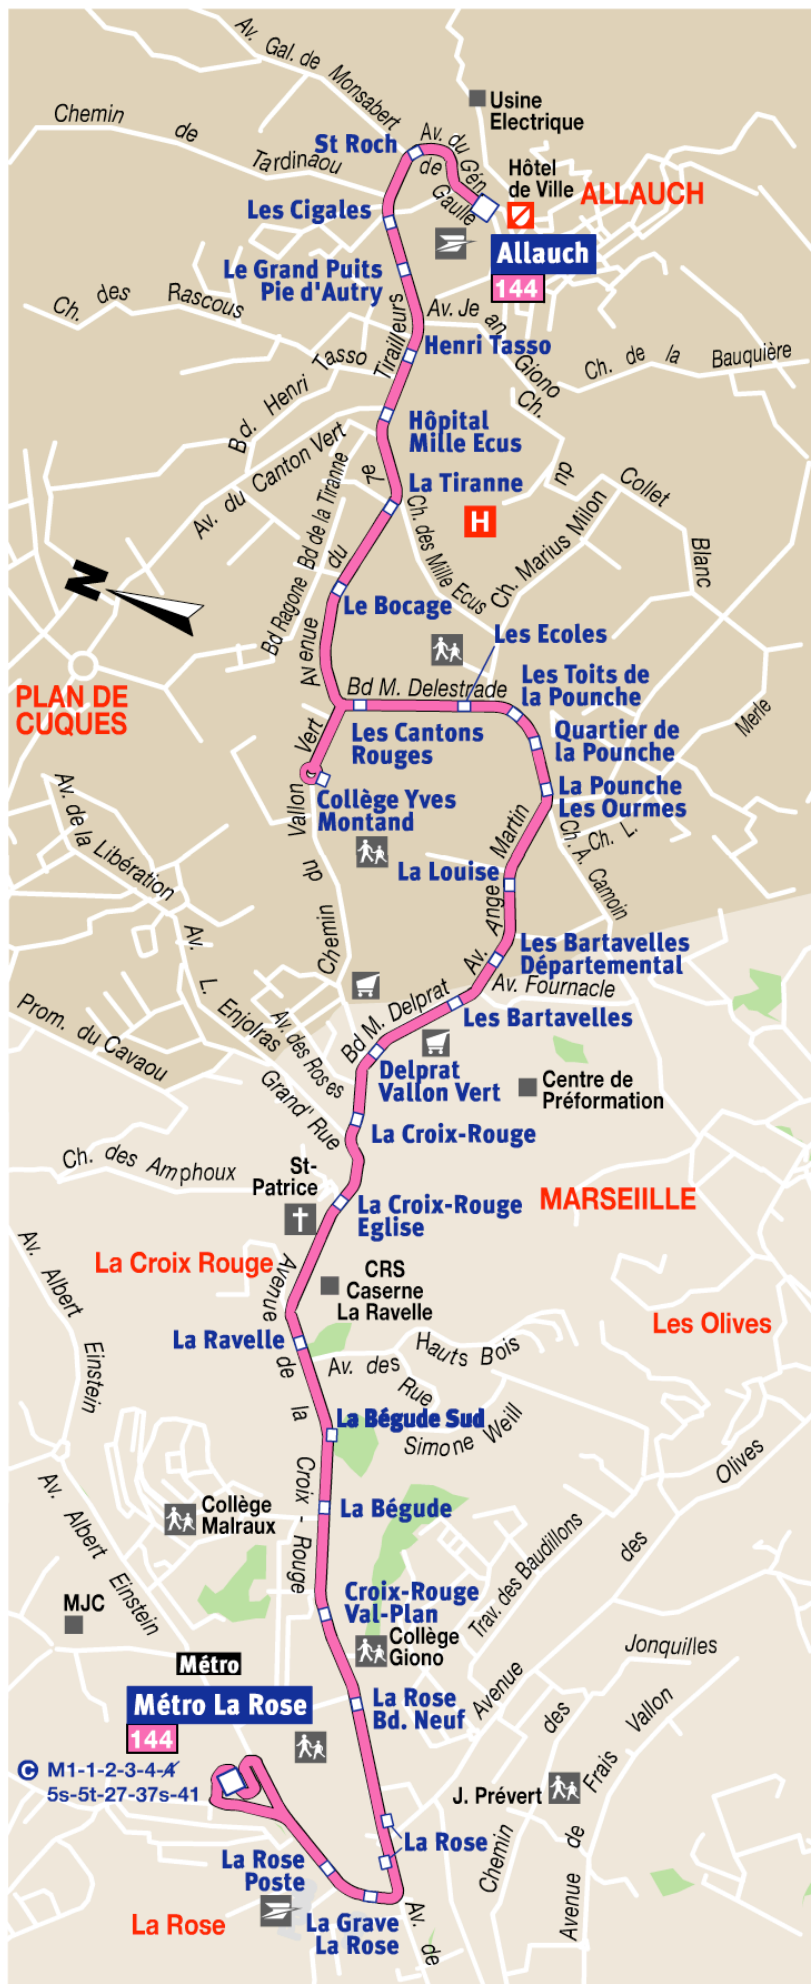 Av. Gal. de Monsabert
Usine
Electrique
Chemin de Tardinaou
St Roch
Av. du Gén.
de Gaulle
Hôtel
de Ville
ALLAUCH
Les Cigales
Allauch
144
Le Grand Puits
Pie d'Autry
Ch. des Rascous
Av. Jean Giono
Henri Tasso
Ch. de la Bauquière
Bd. Henri Tasso
Hôpital
Mille Ecus
Av. du Canton Vert
La Tiranne
H
Ch. du Collet Blanc
Ch. Marius Milon
Ch. des Mille Ecus
Bd de la Tiranne
Bd Ragone
Avenue du 7e Tirailleurs
N
Le Bocage
Les Ecoles
PLAN DE
CUQUES
Bd M. Delestrade
Les Toits de
la Pounche
Les Cantons
Rouges
Quartier de
la Pounche
Merle
Collège Yves
Montand
La Pounche
Les Ourmes
Ch. L.
Ch. A. Camoin
Av. de la Libération
Chemin du Vallon Vert
La Louise
Av. Ange Martin
Les Bartavelles
Départemental
Av. L. Enjolras
Av. Fournacle
Prom. du Cavaou
Av. des Roses
Bd M. Delprat
Les Bartavelles
Delprat
Vallon Vert
Centre de
Préformation
Grand' Rue
La Croix-Rouge
Ch. des Amphoux
St-
Patrice
La Croix-Rouge
Eglise
MARSEIILLE
Av. Albert Einstein
La Croix Rouge
CRS
Caserne
La Ravelle
Les Olives
La Ravelle
Av. des Hauts Bois
Rue Simone Weill
La Bégude Sud
Avenue de la Croix - Rouge
La Bégude
Collège
Malraux
Av. Albert Einstein
Avenue des Olives
Trav. des Baudillons
Croix-Rouge
Val-Plan
MJC
Collège
Giono
Chemin des Jonquilles
Métro
Métro La Rose
144
La Rose
Bd. Neuf
C M1-1-2-3-4-4
5s-5t-27-37s-41
J. Prévert
Avenue de Frais Vallon
La Rose
La Rose
Poste
La Grave
La Rose
La Rose
Av. de